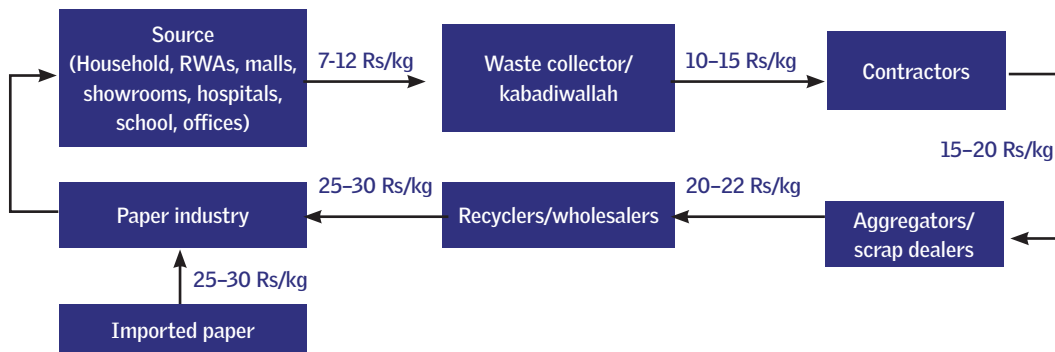 Source
(Household, RWAs, malls,
showrooms, hospitals,
school, offices)
7-12 Rs/kg
Waste collector/
kabadiwallah
10–15 Rs/kg
Contractors
15–20 Rs/kg
Aggregators/
scrap dealers
20–22 Rs/kg
Recyclers/wholesalers
25–30 Rs/kg
Paper industry
25–30 Rs/kg
Imported paper